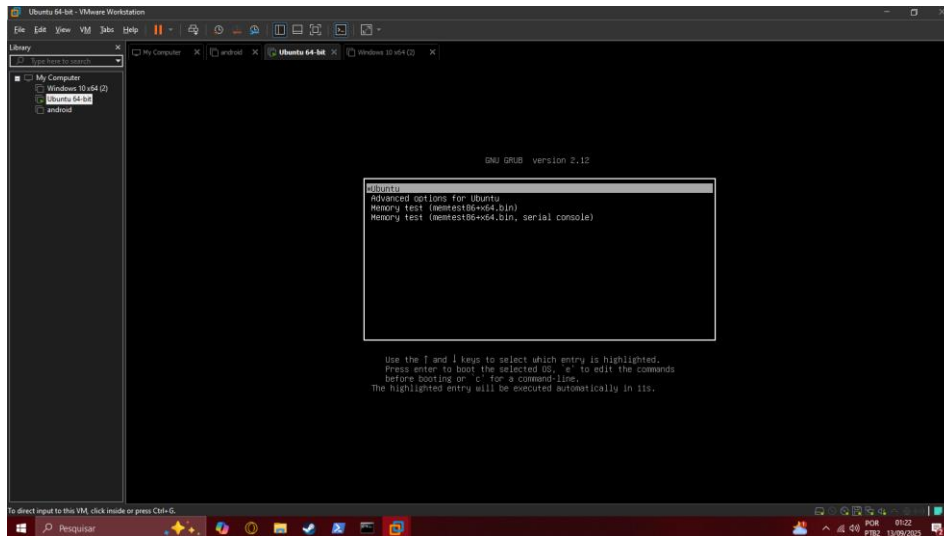 Ubuntu 64-bit - VMware Workstation
File Edit View VM Tabs Help
Library
Type here to search
My Computer
Windows 10 x64 (2)
Ubuntu 64-bit
android
My Computer
android
Ubuntu 64-bit
Windows 10 x64 (2)
GNU GRUB version 2.12
*Ubuntu
Advanced options for Ubuntu
Memory test (memtest86+x64.bin)
Memory test (memtest86+x64.bin, serial console)
Use the ↑ and ↓ keys to select which entry is highlighted.
Press enter to boot the selected OS, `e' to edit the commands
before booting or `c' for a command-line.
The highlighted entry will be executed automatically in 11s.
To direct input to this VM, click inside or press Ctrl+G.
Pesquisar
POR
PTB2
01:22
13/09/2025